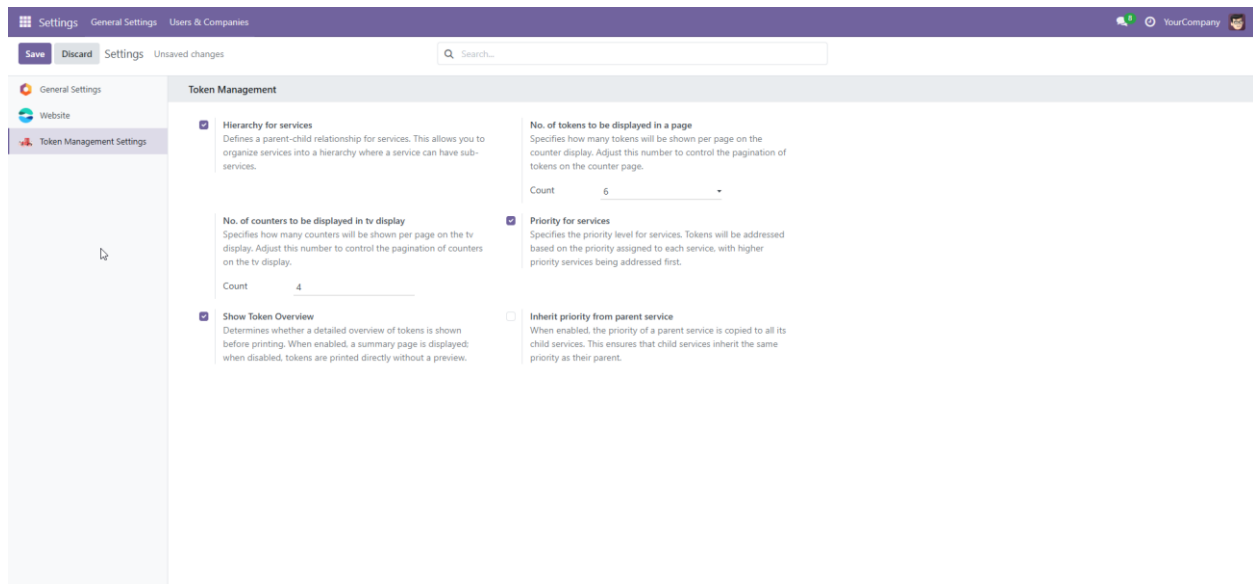 Settings General Settings Users & Companies 8 YourCompany
Save Discard Settings Unsaved changes Search...
General Settings
Website
Token Management Settings
Token Management
Hierarchy for services
Defines a parent-child relationship for services. This allows you to
organize services into a hierarchy where a service can have sub-
services.
No. of tokens to be displayed in a page
Specifies how many tokens will be shown per page on the
counter display. Adjust this number to control the pagination of
tokens on the counter page.
Count 6
No. of counters to be displayed in tv display
Specifies how many counters will be shown per page on the tv
display. Adjust this number to control the pagination of counters
on the tv display.
Count 4
Priority for services
Specifies the priority level for services. Tokens will be addressed
based on the priority assigned to each service, with higher
priority services being addressed first.
Show Token Overview
Determines whether a detailed overview of tokens is shown
before printing. When enabled, a summary page is displayed;
when disabled, tokens are printed directly without a preview.
Inherit priority from parent service
When enabled, the priority of a parent service is copied to all its
child services. This ensures that child services inherit the same
priority as their parent.